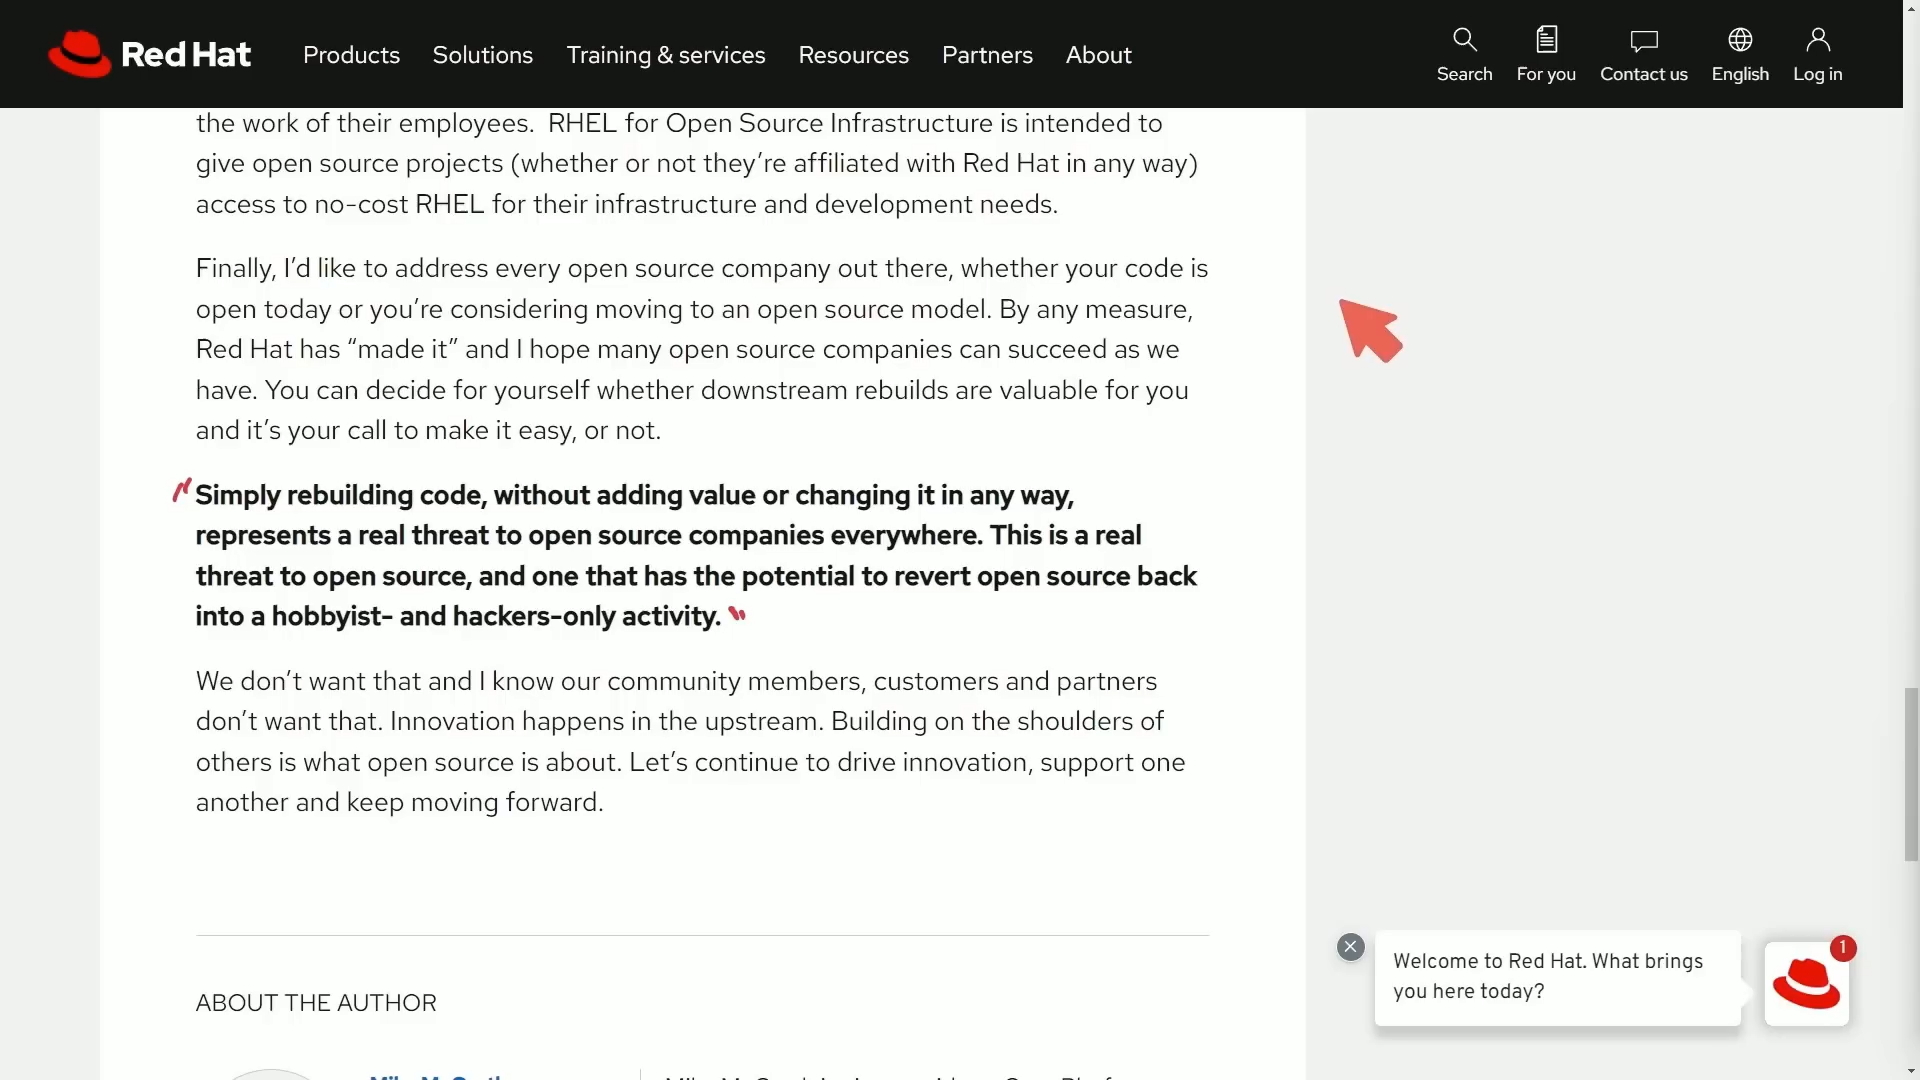 Red Hat
Products
Solutions
Training & services
Resources
Partners
About
Search
For you
Contact us
English
Log in
the work of their employees.  RHEL for Open Source Infrastructure is intended to
give open source projects (whether or not they’re affiliated with Red Hat in any way)
access to no-cost RHEL for their infrastructure and development needs.
Finally, I’d like to address every open source company out there, whether your code is
open today or you’re considering moving to an open source model. By any measure,
Red Hat has “made it” and I hope many open source companies can succeed as we
have. You can decide for yourself whether downstream rebuilds are valuable for you
and it’s your call to make it easy, or not.
Simply rebuilding code, without adding value or changing it in any way,
represents a real threat to open source companies everywhere. This is a real
threat to open source, and one that has the potential to revert open source back
into a hobbyist- and hackers-only activity.
We don’t want that and I know our community members, customers and partners
don’t want that. Innovation happens in the upstream. Building on the shoulders of
others is what open source is about. Let’s continue to drive innovation, support one
another and keep moving forward.
Welcome to Red Hat. What brings
you here today?
1
ABOUT THE AUTHOR